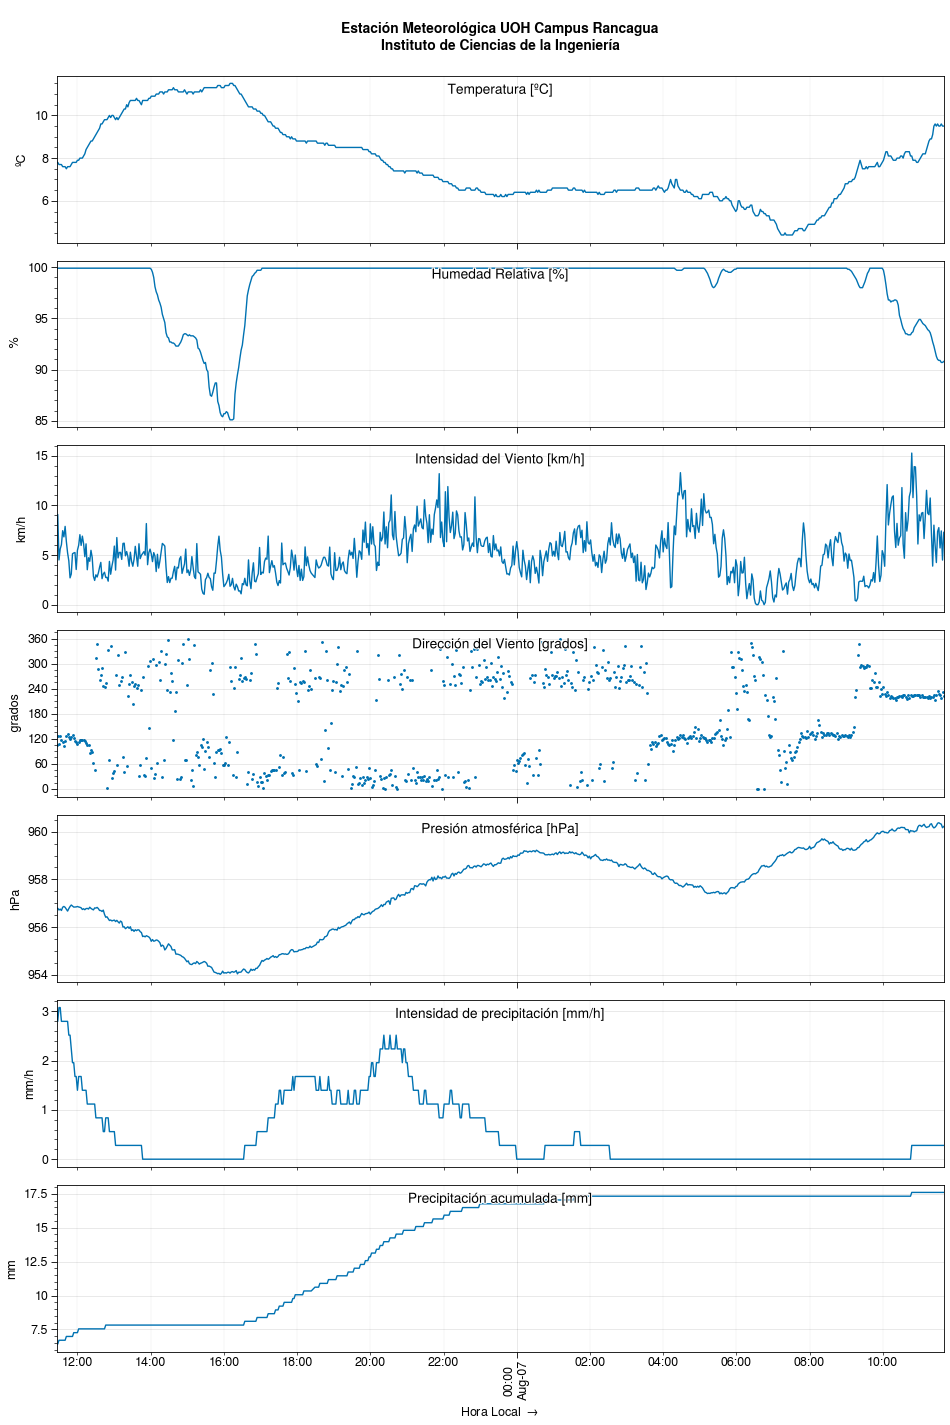 Estación Meteorológica UOH Campus Rancagua
Instituto de Ciencias de la Ingeniería
Temperatura [ºC]
ºC
10
8
6
Humedad Relativa [%]
%
100
95
90
85
Intensidad del Viento [km/h]
km/h
15
10
5
0
Dirección del Viento [grados]
grados
360
300
240
180
120
60
0
Presión atmosférica [hPa]
hPa
960
958
956
954
Intensidad de precipitación [mm/h]
mm/h
3
2
1
0
Precipitación acumulada [mm]
mm
17.5
15
12.5
10
7.5
12:00 14:00 16:00 18:00 20:00 22:00 00:00 02:00 04:00 06:00 08:00 10:00
Aug-07
Hora Local →